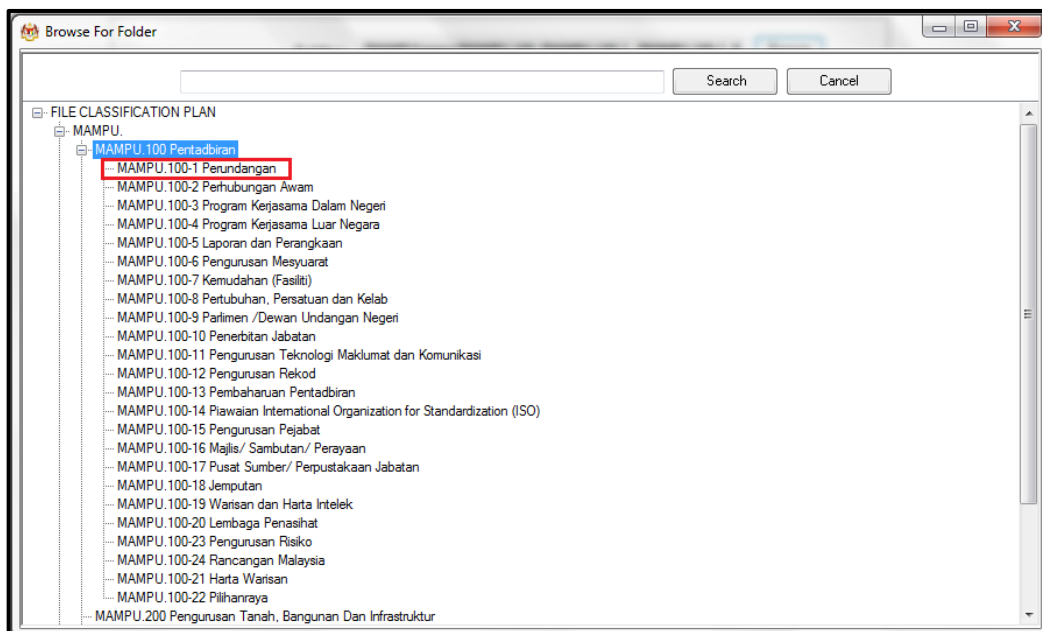 Browse For Folder
Search Cancel
FILE CLASSIFICATION PLAN
MAMPU.
MAMPU.100 Pentadbiran
MAMPU.100-1 Perundangan
MAMPU.100-2 Perhubungan Awam
MAMPU.100-3 Program Kerjasama Dalam Negeri
MAMPU.100-4 Program Kerjasama Luar Negara
MAMPU.100-5 Laporan dan Perangkaan
MAMPU.100-6 Pengurusan Mesyuarat
MAMPU.100-7 Kemudahan (Fasiliti)
MAMPU.100-8 Pertubuhan, Persatuan dan Kelab
MAMPU.100-9 Parlimen /Dewan Undangan Negeri
MAMPU.100-10 Penerbitan Jabatan
MAMPU.100-11 Pengurusan Teknologi Maklumat dan Komunikasi
MAMPU.100-12 Pengurusan Rekod
MAMPU.100-13 Pembaharuan Pentadbiran
MAMPU.100-14 Piawaian International Organization for Standardization (ISO)
MAMPU.100-15 Pengurusan Pejabat
MAMPU.100-16 Majlis/ Sambutan/ Perayaan
MAMPU.100-17 Pusat Sumber/ Perpustakaan Jabatan
MAMPU.100-18 Jemputan
MAMPU.100-19 Warisan dan Harta Intelek
MAMPU.100-20 Lembaga Penasihat
MAMPU.100-23 Pengurusan Risiko
MAMPU.100-24 Rancangan Malaysia
MAMPU.100-21 Harta Warisan
MAMPU.100-22 Pilihanraya
MAMPU.200 Pengurusan Tanah, Bangunan Dan Infrastruktur